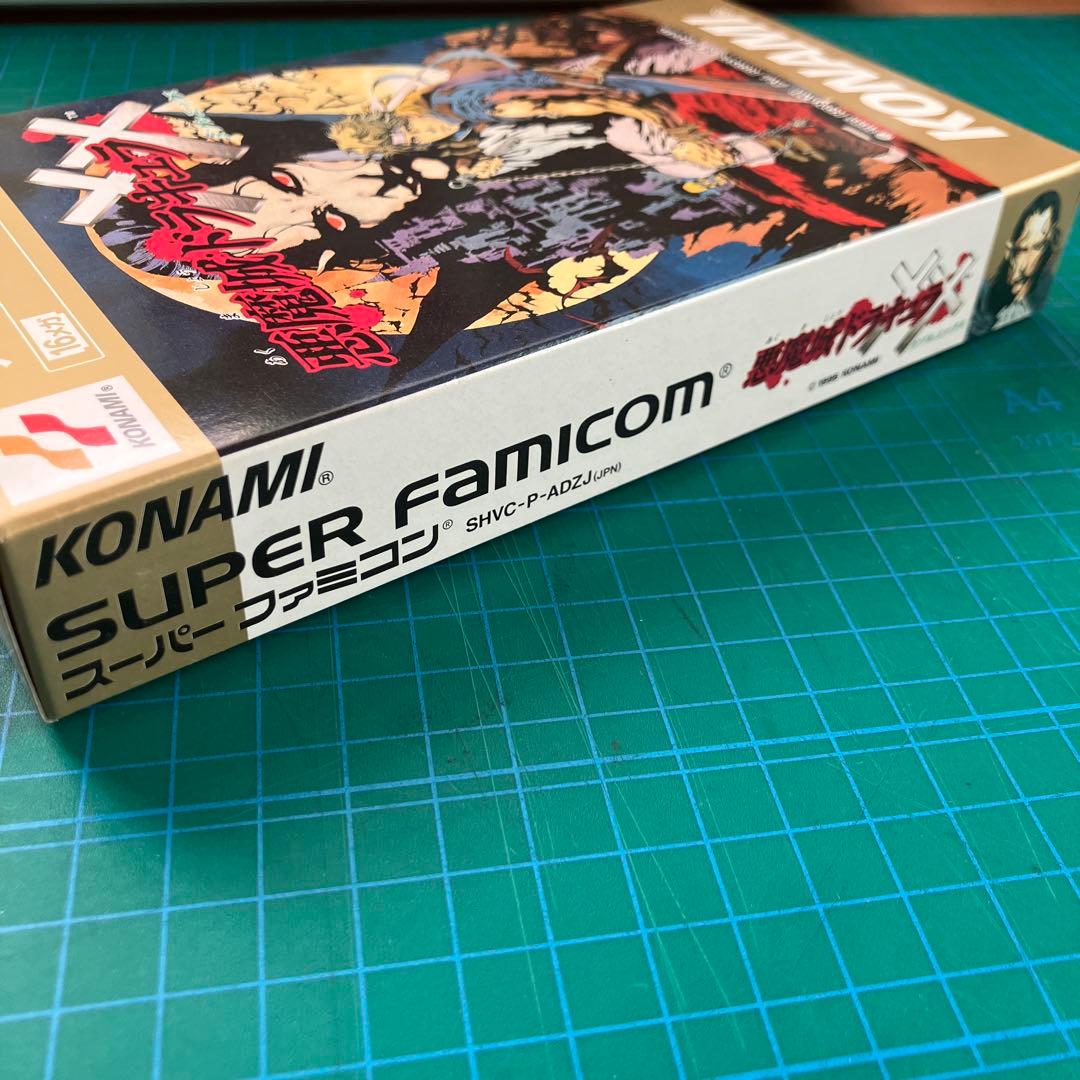 KONAMI
悪魔城ドラキュラXX
16メガ
KONAMI®
KONAMI®
SUPER FAMICOM®
スーパーファミコン®
SHVC-P-ADZJ(JPN)
悪魔城ドラキュラXX
© 1995 KONAMI
A4